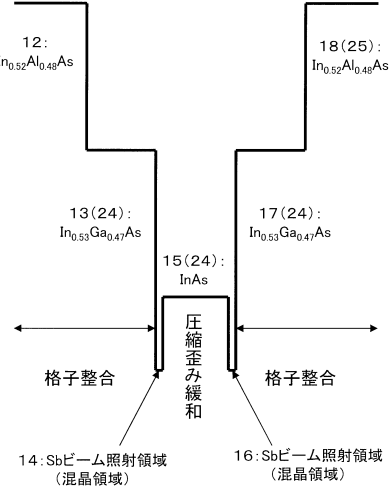 12：
In0.52Al0.48As
18（25）：
In0.52Al0.48As
13（24）：
In0.53Ga0.47As
17（24）：
In0.53Ga0.47As
15（24）：
InAs
圧縮歪み緩和
格子整合
格子整合
14：Sbビーム照射領域
（混晶領域）
16：Sbビーム照射領域
（混晶領域）